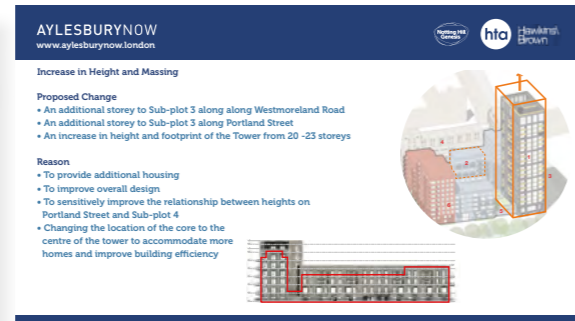 AYLESBURYNOW
www.aylesburynow.london
Notting Hill
Genesis
hta
Hawkins\
Brown
Increase in Height and Massing
Proposed Change
• An additional storey to Sub-plot 3 along along Westmoreland Road
• An additional storey to Sub-plot 3 along Portland Street
• An increase in height and footprint of the Tower from 20 -23 storeys
Reason
• To provide additional housing
• To improve overall design
• To sensitively improve the relationship between heights on
Portland Street and Sub-plot 4
• Changing the location of the core to the
centre of the tower to accommodate more
homes and improve building efficiency